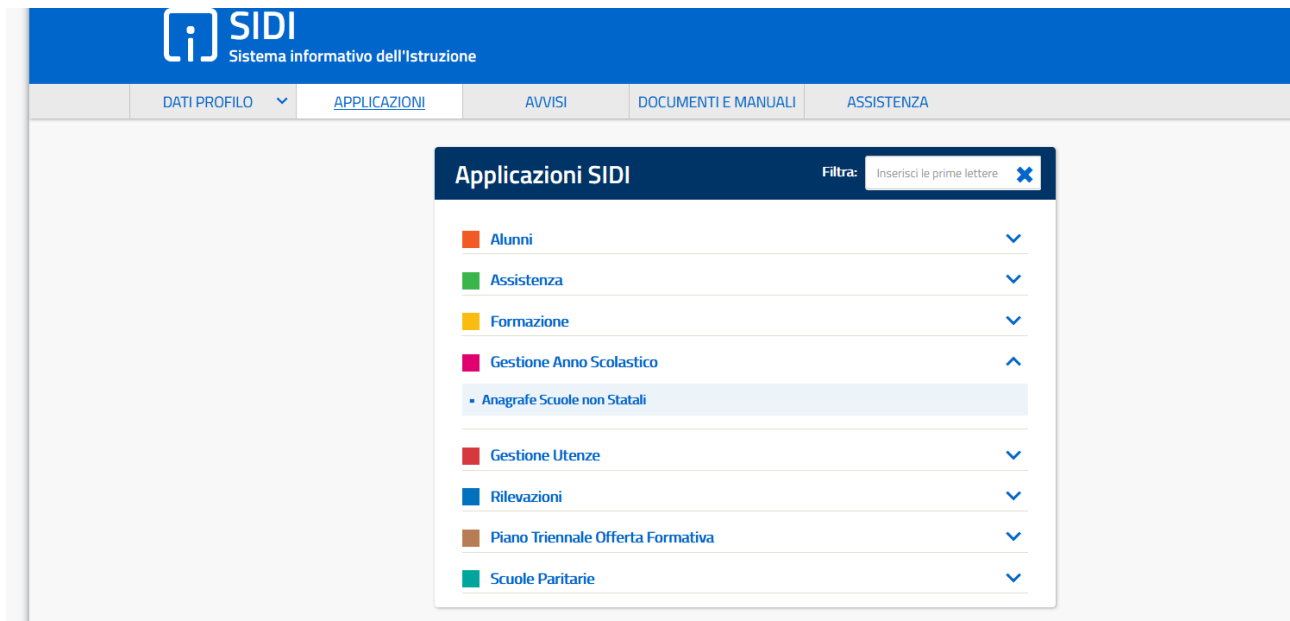 SIDI
Sistema informativo dell'Istruzione
DATI PROFILO APPLICAZIONI AVVISI DOCUMENTI E MANUALI ASSISTENZA
Applicazioni SIDI Filtra: Inserisci le prime lettere
Alunni
Assistenza
Formazione
Gestione Anno Scolastico
Anagrafe Scuole non Statali
Gestione Utenze
Rilevazioni
Piano Triennale Offerta Formativa
Scuole Paritarie